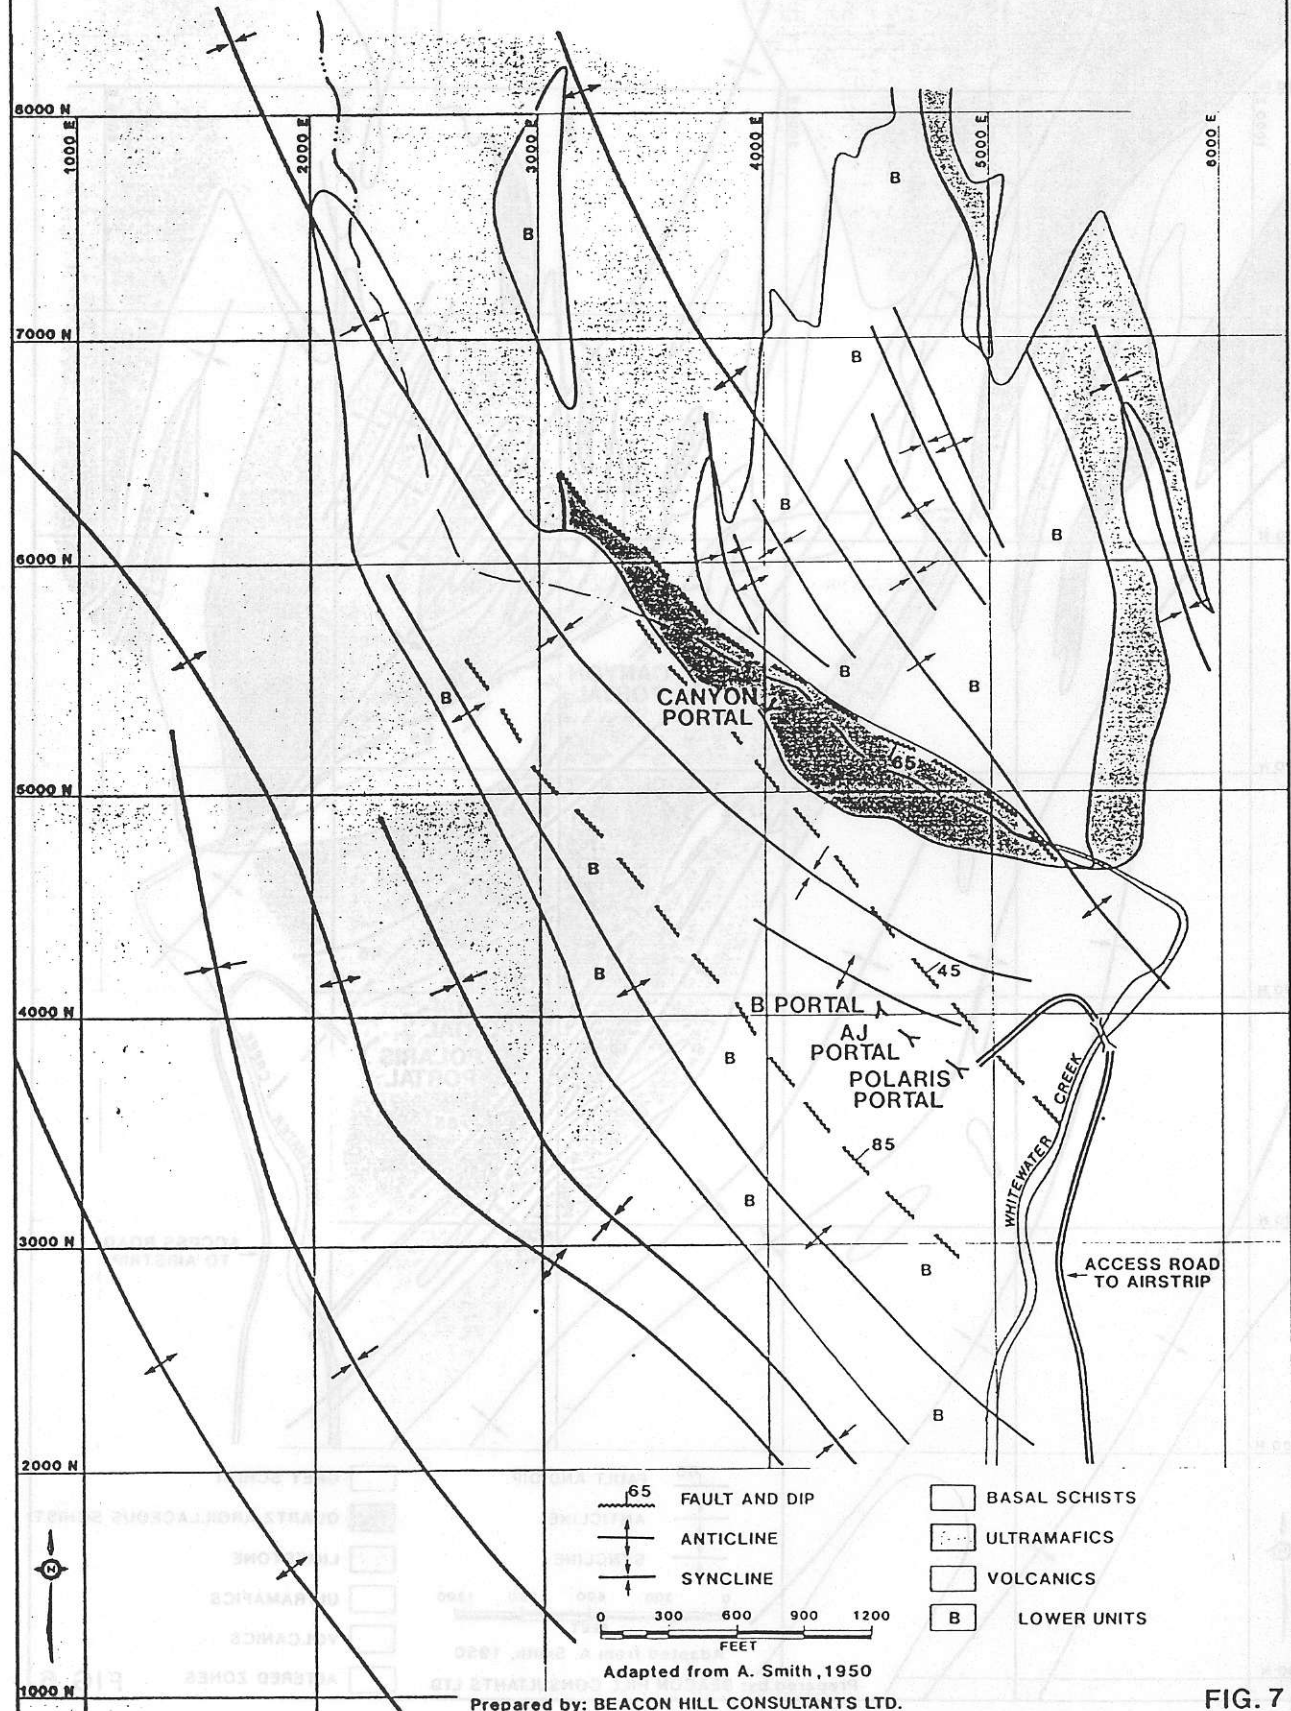 8000 N
1000 E
2000 E
3000 E
4000 E
5000 E
6000 E
B
B
7000 N
B
B
B
6000 N
B
B
B
CANYON
PORTAL
65
5000 N
B
B
45
4000 N
B PORTAL
AJ
PORTAL
POLARIS
PORTAL
B
WHITEWATER CREEK
85
B
3000 N
B
ACCESS ROAD
TO AIRSTRIP
B
2000 N
65 FAULT AND DIP
ANTICLINE
SYNCLINE
BASAL SCHISTS
ULTRAMAFICS
VOLCANICS
B LOWER UNITS
N
0 300 600 900 1200
FEET
Adapted from A. Smith, 1950
1000 N
Prepared by: BEACON HILL CONSULTANTS LTD.
FIG. 7